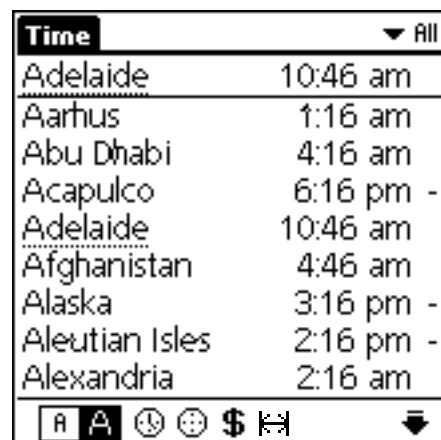 Time All
Adelaide 10:46 am
Aarhus 1:16 am
Abu Dhabi 4:16 am
Acapulco 6:16 pm -
Adelaide 10:46 am
Afghanistan 4:46 am
Alaska 3:16 pm -
Aleutian Isles 2:16 pm -
Alexandria 2:16 am
A A $